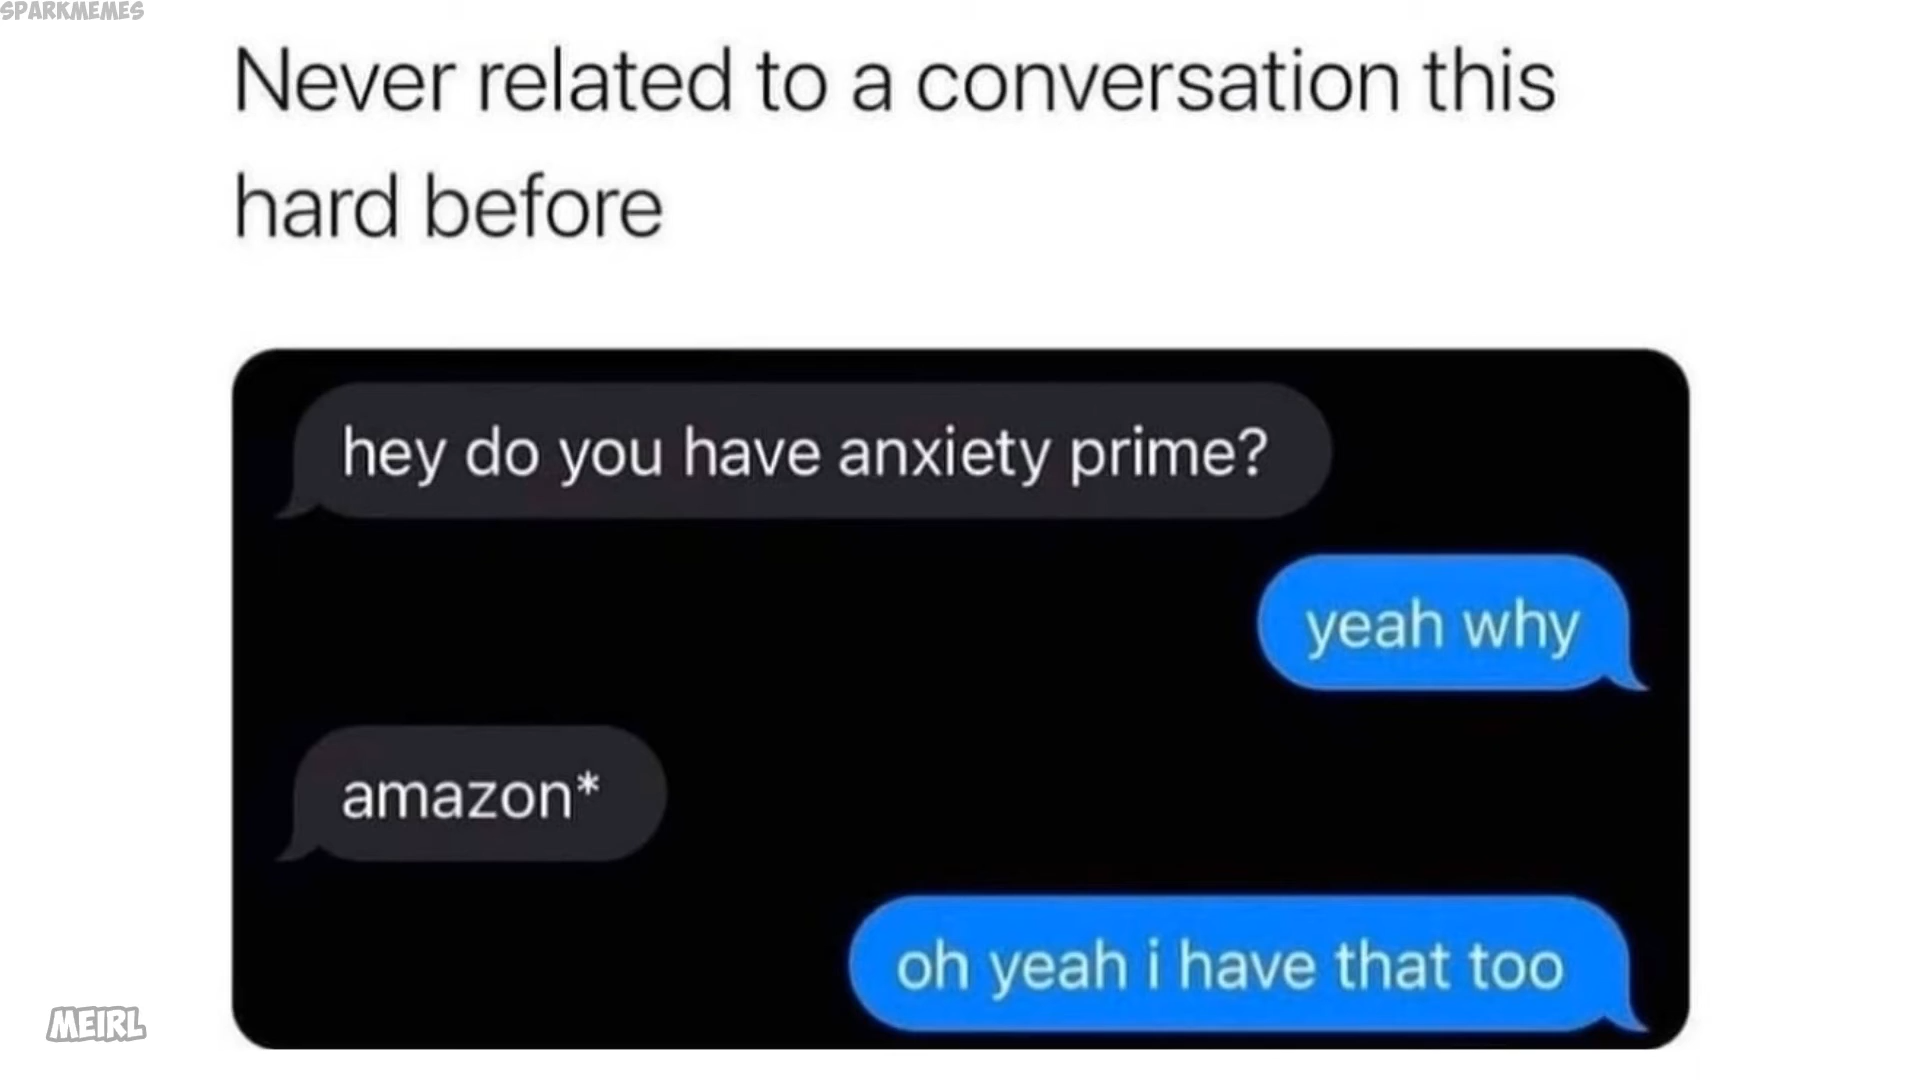 SPARKMEMES
Never related to a conversation this
hard before
hey do you have anxiety prime?
yeah why
amazon*
oh yeah i have that too
MEIRL